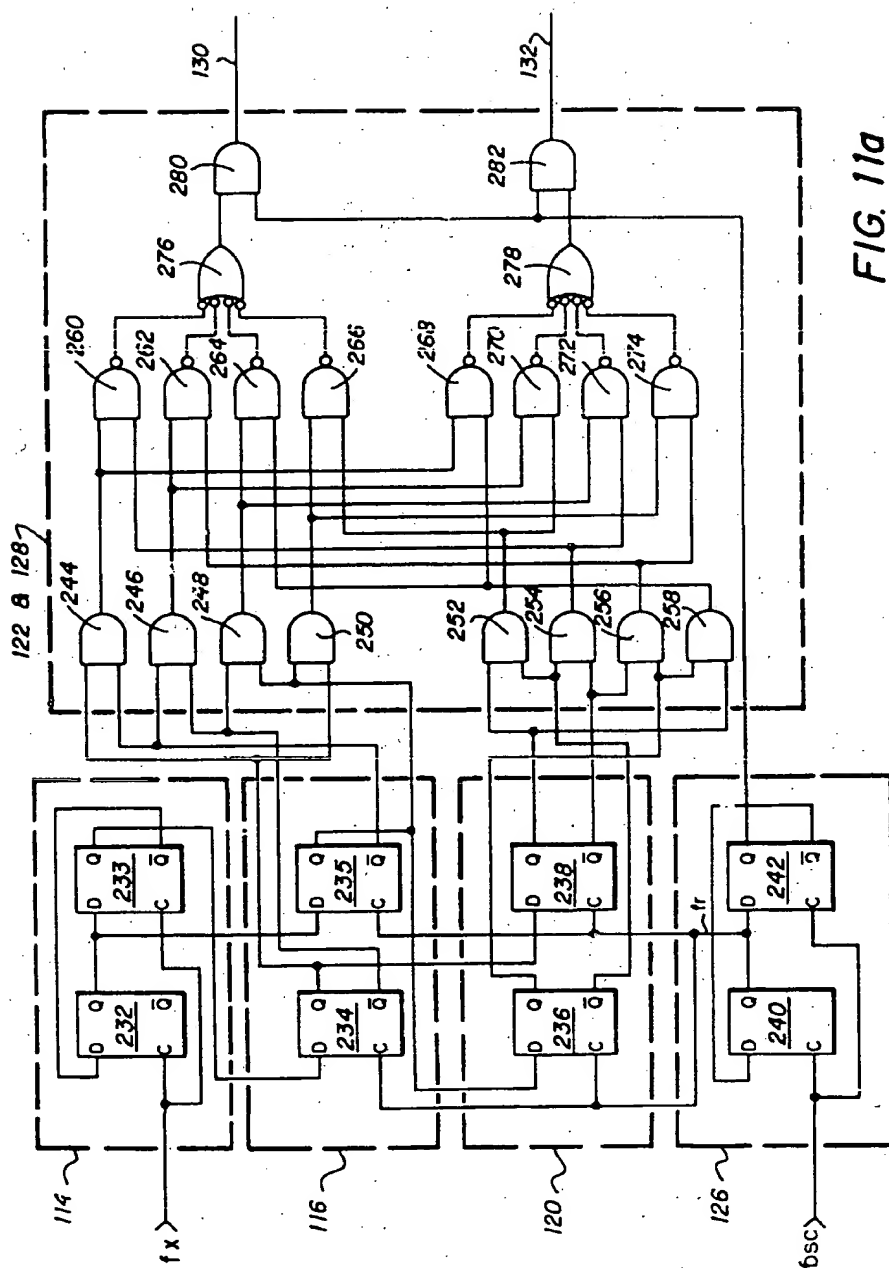 122 & 128
130
132
244
246
248
250
252
254
256
258
260
262
264
266
268
270
272
274
276
278
280
282
114
D Q
232
C
D Q
233
C Q̅
fx
116
D Q
234
C Q̅
D Q
235
C Q̅
120
D Q
236
C Q̅
D Q
238
C Q̅
126
D Q
240
C
D Q
242
C Q̅
fr
bsc
FIG. 11a